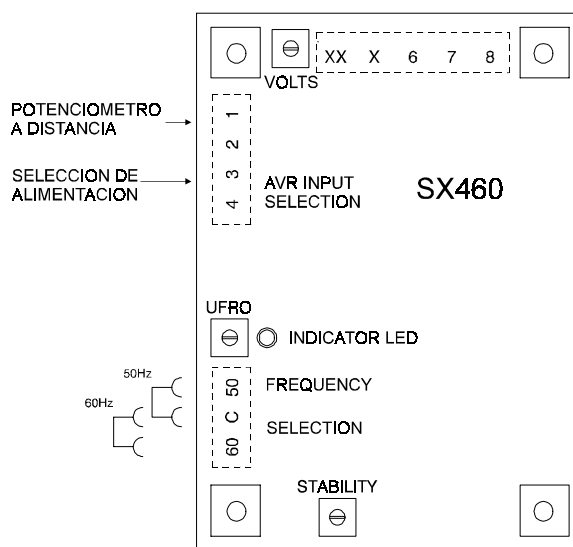 XX X 6 7 8
VOLTS
POTENCIOMETRO
A DISTANCIA
1
2
SELECCION DE
ALIMENTACION
3
4
AVR INPUT
SELECTION
SX460
UFRO
INDICATOR LED
50Hz
60Hz
50
C
60
FREQUENCY
SELECTION
STABILITY